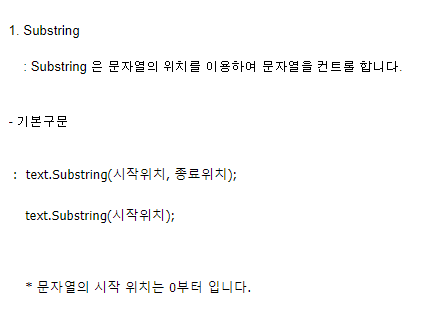 1. Substring
: Substring 은 문자열의 위치를 이용하여 문자열을 컨트롤 합니다.
- 기본구문
: text.Substring(시작위치, 종료위치);
text.Substring(시작위치);
* 문자열의 시작 위치는 0부터 입니다.